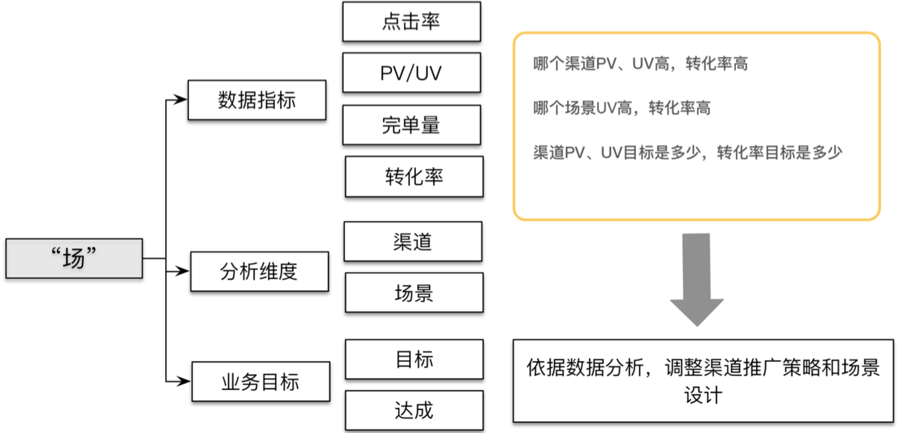 “场”
数据指标
点击率
PV/UV
完单量
转化率
分析维度
渠道
场景
业务目标
目标
达成
哪个渠道PV、UV高，转化率高
哪个场景UV高，转化率高
渠道PV、UV目标是多少，转化率目标是多少
依据数据分析，调整渠道推广策略和场景
设计